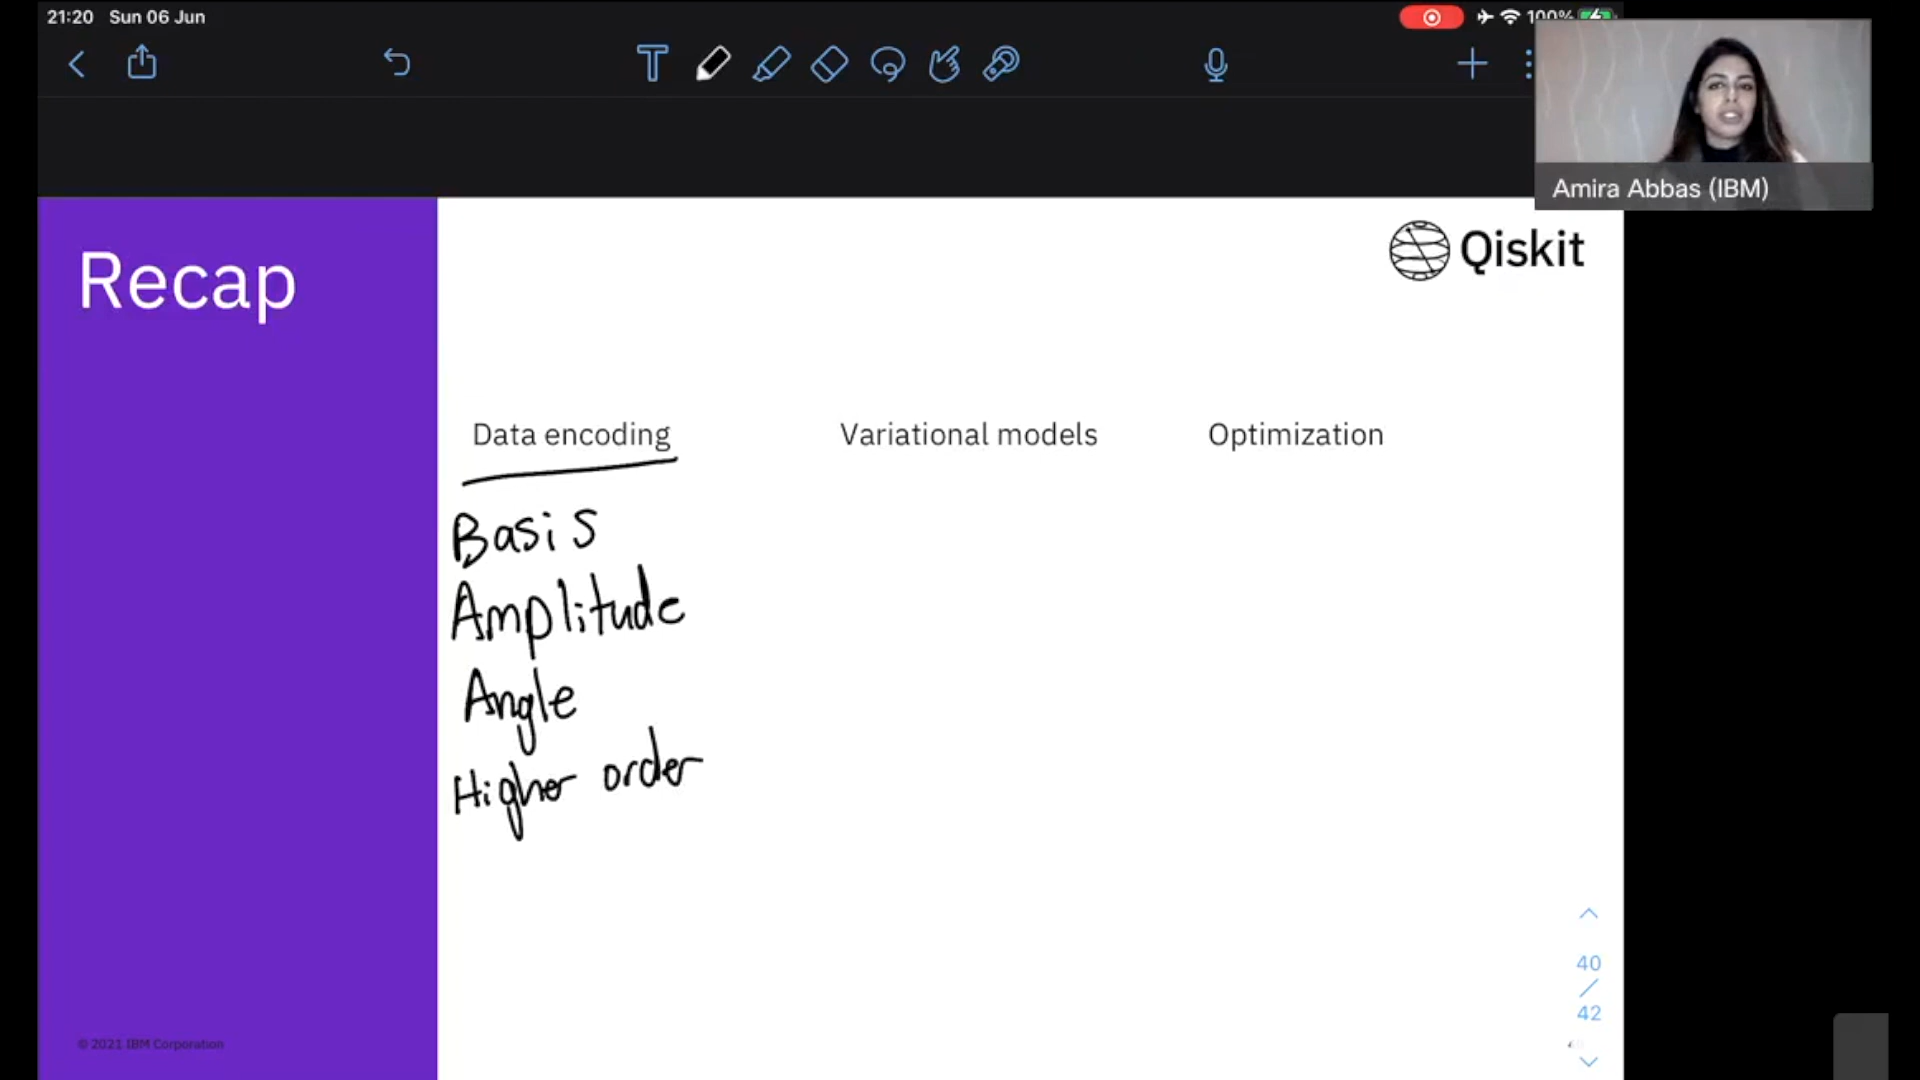 21:20 Sun 06 Jun
100%
Amira Abbas (IBM)
Recap
Qiskit
Data encoding
Variational models
Optimization
Basis
Amplitude
Angle
Higher order
40
/
42
© 2021 IBM Corporation